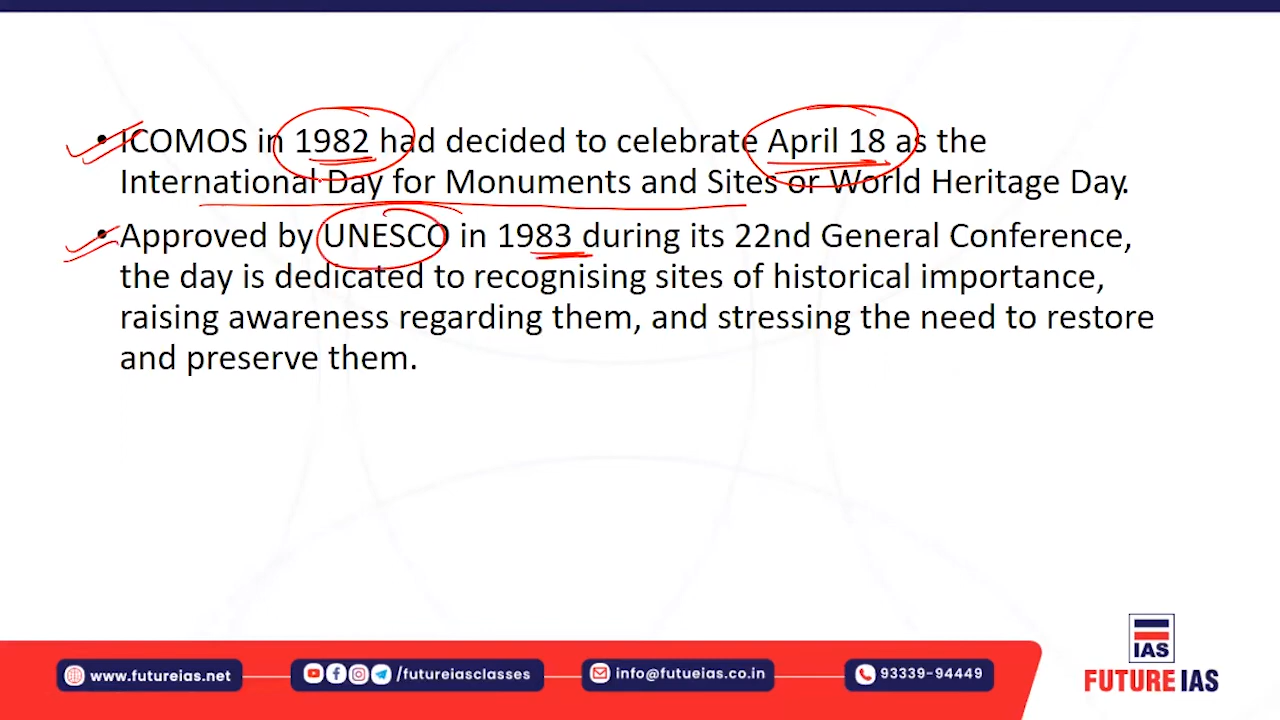 • ICOMOS in 1982 had decided to celebrate April 18 as the
International Day for Monuments and Sites or World Heritage Day.
• Approved by UNESCO in 1983 during its 22nd General Conference,
the day is dedicated to recognising sites of historical importance,
raising awareness regarding them, and stressing the need to restore
and preserve them.
IAS
www.futureias.net
/futureiasclasses
info@futueias.co.in
93339-94449
FUTURE IAS